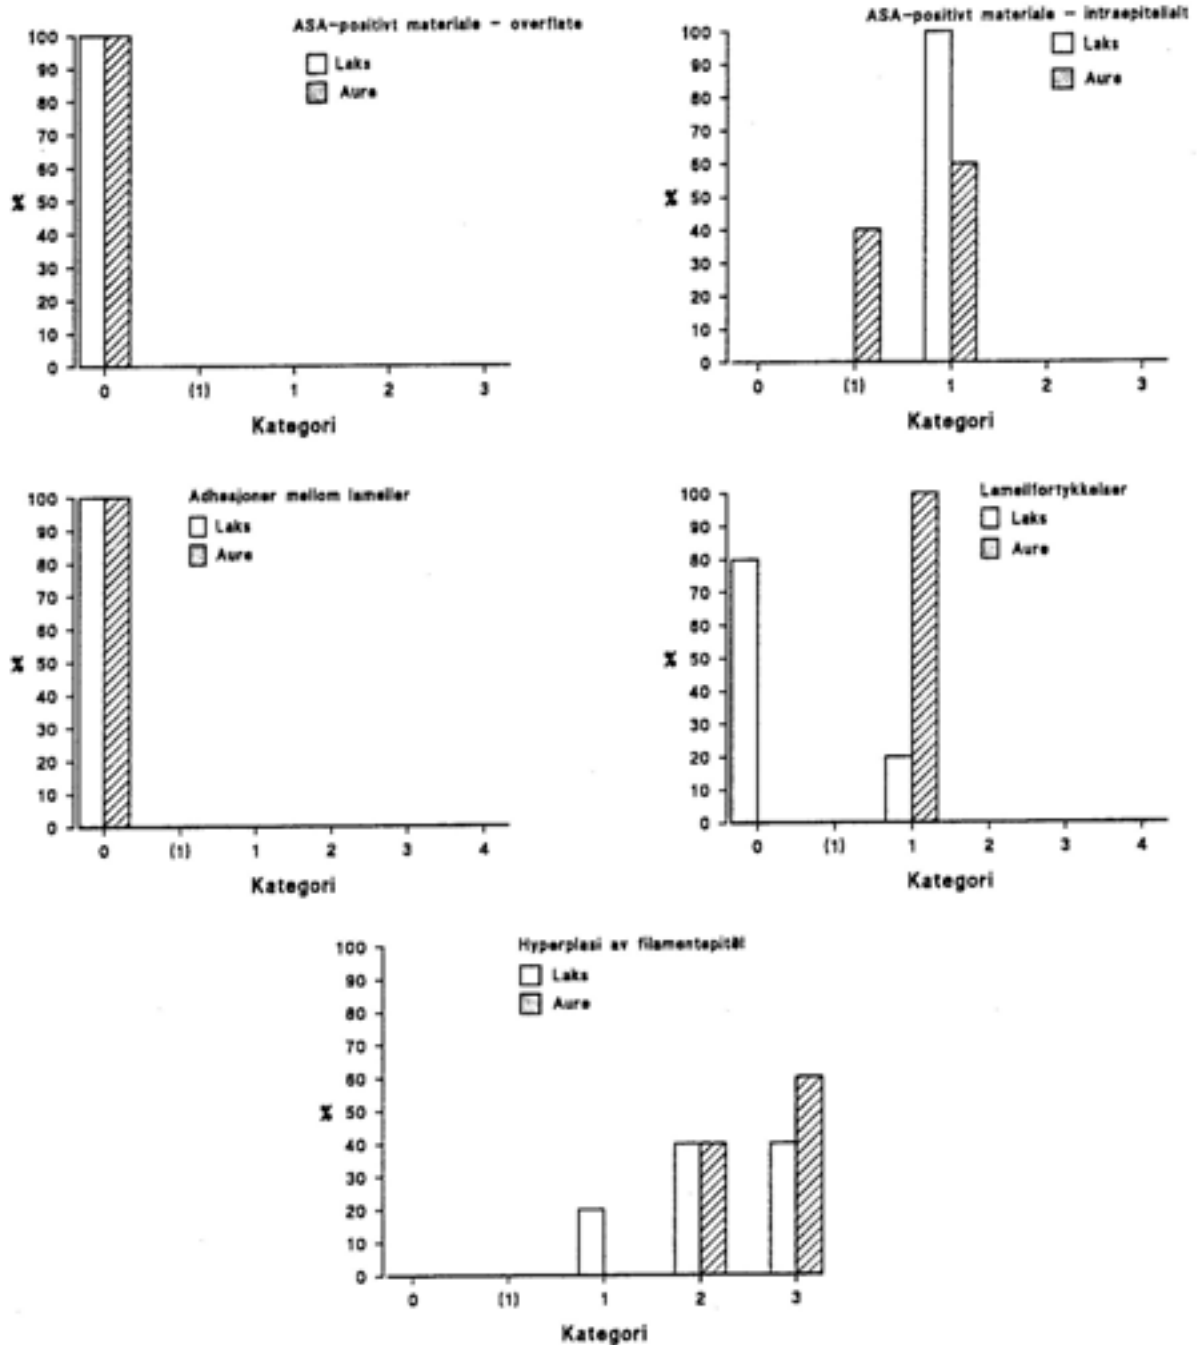 ASA-positivt materiale - overflate
Laks
Aure
100
90
80
70
60
50
40
30
20
10
0
%
0 (1) 1 2 3
Kategori
ASA-positivt materiale - intraepitelialt
Laks
Aure
100
90
80
70
60
50
40
30
20
10
0
%
0 (1) 1 2 3
Kategori
Adhesjoner mellom lameller
Laks
Aure
100
90
80
70
60
50
40
30
20
10
0
%
0 (1) 1 2 3 4
Kategori
Lamellfortykkelser
Laks
Aure
100
90
80
70
60
50
40
30
20
10
0
%
0 (1) 1 2 3 4
Kategori
Hyperplasi av filamentepitel
Laks
Aure
100
90
80
70
60
50
40
30
20
10
0
%
0 (1) 1 2 3
Kategori